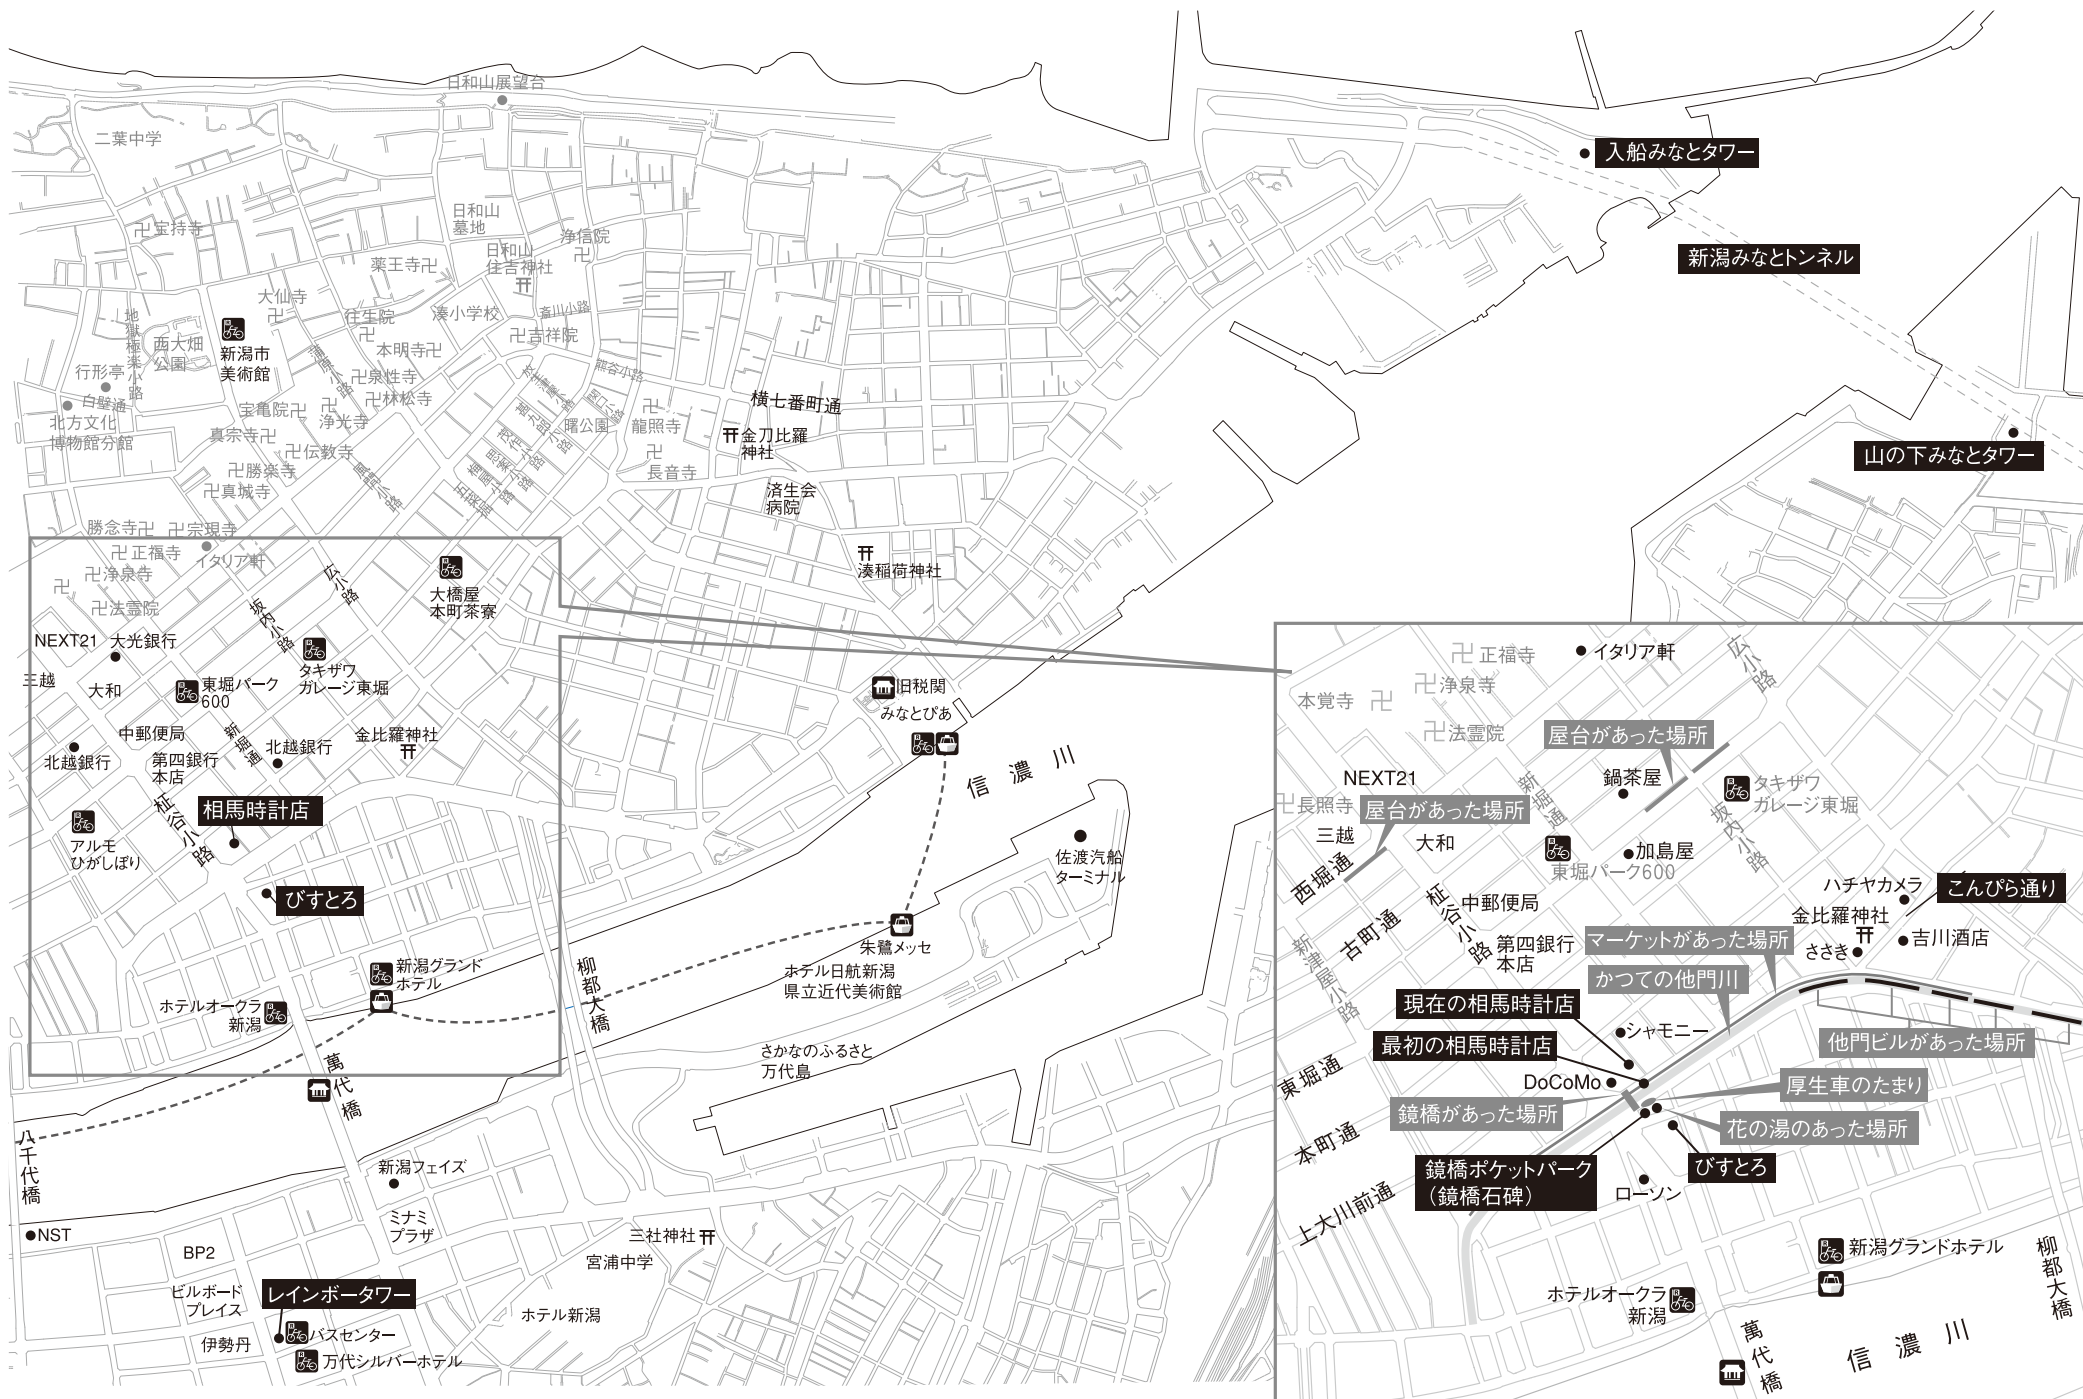 日和山展望台
二葉中学
入船みなとタワー
宝持寺
日和山
墓地
浄信院
日和山
住吉神社
薬王寺
新潟みなとトンネル
大仙寺
往生院
湊小学校
斎川小路
吉祥院
地獄極楽小路
西大畑
公園
新潟市
美術館
本明寺
泉性寺
林松寺
熊谷小路
行形亭
白壁通
北方文化
博物館分館
宝亀院
浄光寺
横七番町通
曙公園
龍照寺
金刀比羅
神社
真宗寺
伝教寺
勝楽寺
真城寺
長音寺
済生会
病院
山の下みなとタワー
勝念寺
宗現寺
正福寺
イタリア軒
浄泉寺
法霊院
広小路
坂内小路
大橋屋
本町茶寮
湊稲荷神社
NEXT21
大光銀行
三越
大和
東堀パーク
600
タキザワ
ガレージ東堀
旧税関
みなとぴあ
中郵便局
新堀通
北越銀行
金比羅神社
北越銀行
第四銀行
本店
柾谷小路
相馬時計店
アルモ
ひがしぼり
びすとろ
信濃川
佐渡汽船
ターミナル
朱鷺メッセ
新潟グランド
ホテル
ホテルオークラ
新潟
柳都大橋
ホテル日航新潟
県立近代美術館
さかなのふるさと
万代島
萬代橋
八千代橋
新潟フェイズ
ミナミ
プラザ
NST
BP2
三社神社
宮浦中学
ビルボード
プレイス
レインボータワー
伊勢丹
バスセンター
万代シルバーホテル
ホテル新潟
正福寺
イタリア軒
広小路
本覚寺
浄泉寺
法霊院
屋台があった場所
NEXT21
鍋茶屋
新堀通
タキザワ
ガレージ東堀
長照寺
屋台があった場所
三越
大和
坂内小路
加島屋
東堀パーク600
西堀通
古町通
柾谷小路
中郵便局
ハチヤカメラ
こんぴら通り
金比羅神社
新津屋小路
第四銀行
本店
マーケットがあった場所
ささき
吉川酒店
かつての他門川
現在の相馬時計店
シャモニー
最初の相馬時計店
他門ビルがあった場所
東堀通
DoCoMo
厚生車のたまり
鏡橋があった場所
花の湯のあった場所
本町通
鏡橋ポケットパーク
（鏡橋石碑）
びすとろ
ローソン
上大川前通
新潟グランドホテル
柳都大橋
ホテルオークラ
新潟
萬代橋
信濃川